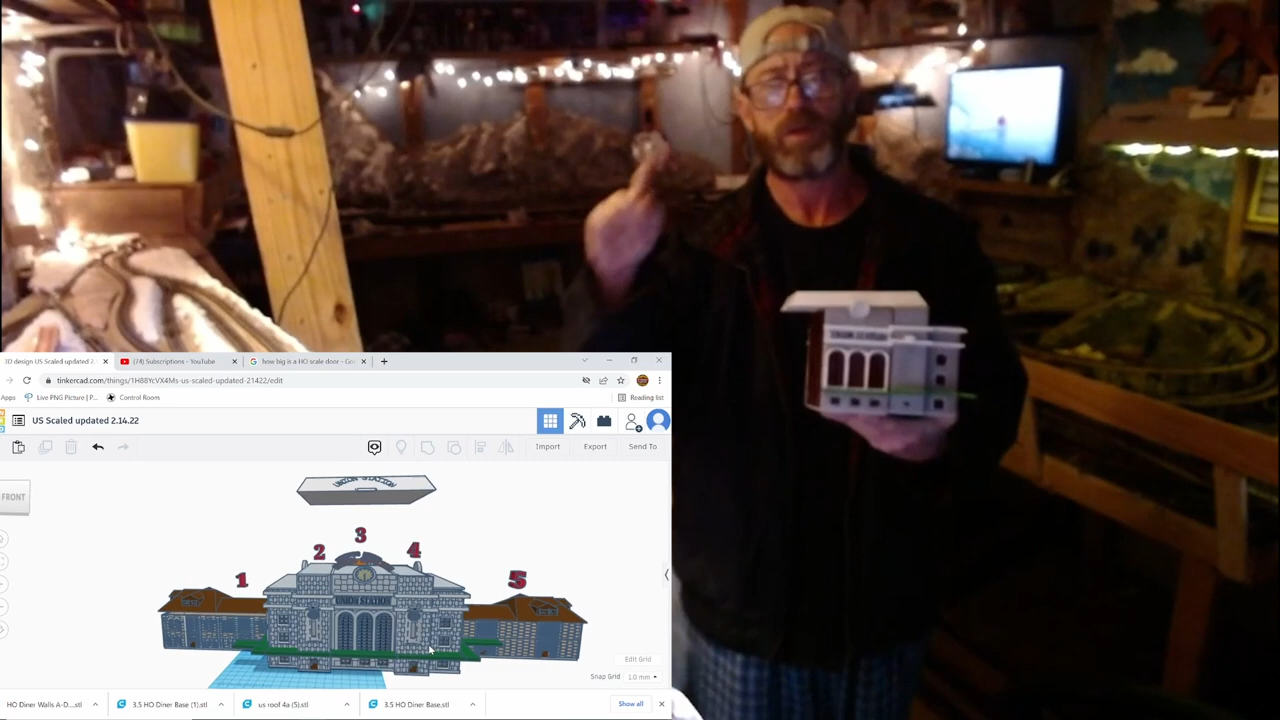 3D design US Scaled updated 2.
(74) Subscriptions - YouTube
how big is a HO scale door - Go
tinkercad.com/things/1H88YcVX4Ms-us-scaled-updated-21422/edit
Apps
Live PNG Picture | P...
Control Room
Reading list
US Scaled updated 2.14.22
Import
Export
Send To
FRONT
UNION STATION
3
2
4
1
5
UNION STATION
UNION STATION
Edit Grid
Snap Grid
1.0 mm
HO Diner Walls A-D....stl
3.5 HO Diner Base (1).stl
us roof 4a (5).stl
3.5 HO Diner Base.stl
Show all